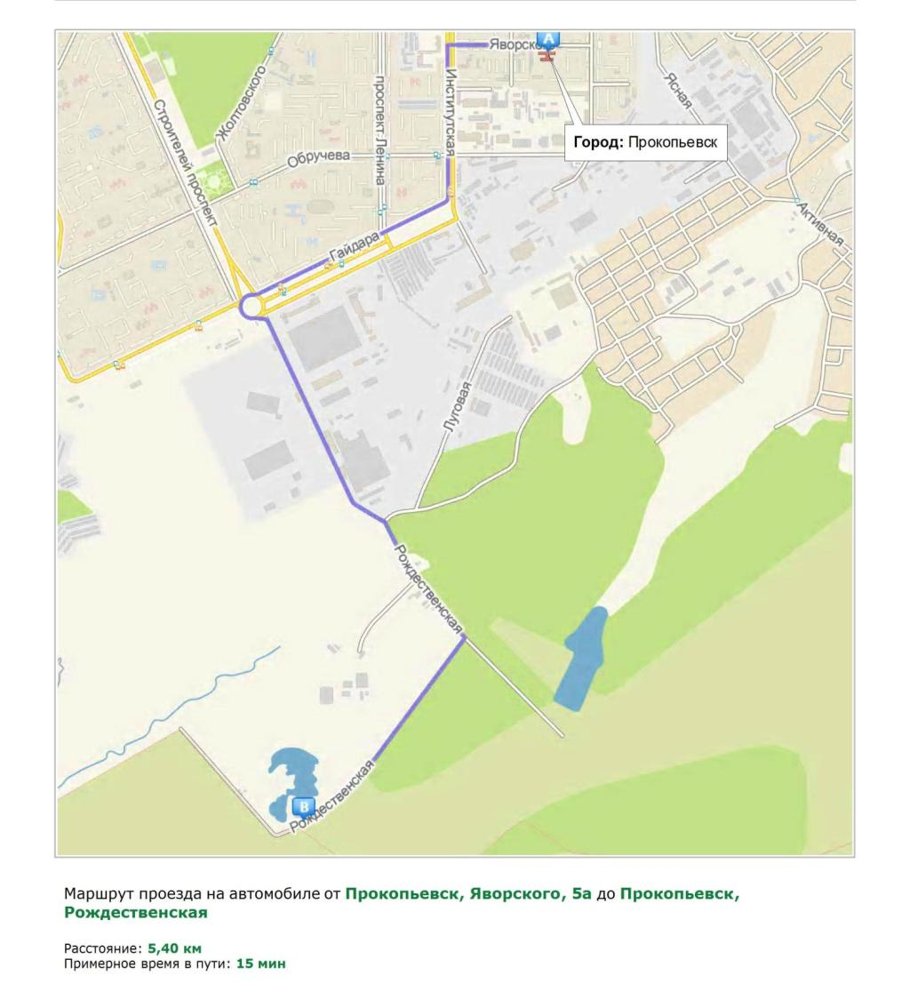 Яворского
A
Институтская
Ясная
Строителей проспект
Жолтовского
проспект Ленина
Город: Прокопьевск
Обручева
Активная
Гайдара
Луговая
Рождественская
Рождественская
B
Маршрут проезда на автомобиле от Прокопьевск, Яворского, 5а до Прокопьевск,
Рождественская
Расстояние: 5,40 км
Примерное время в пути: 15 мин